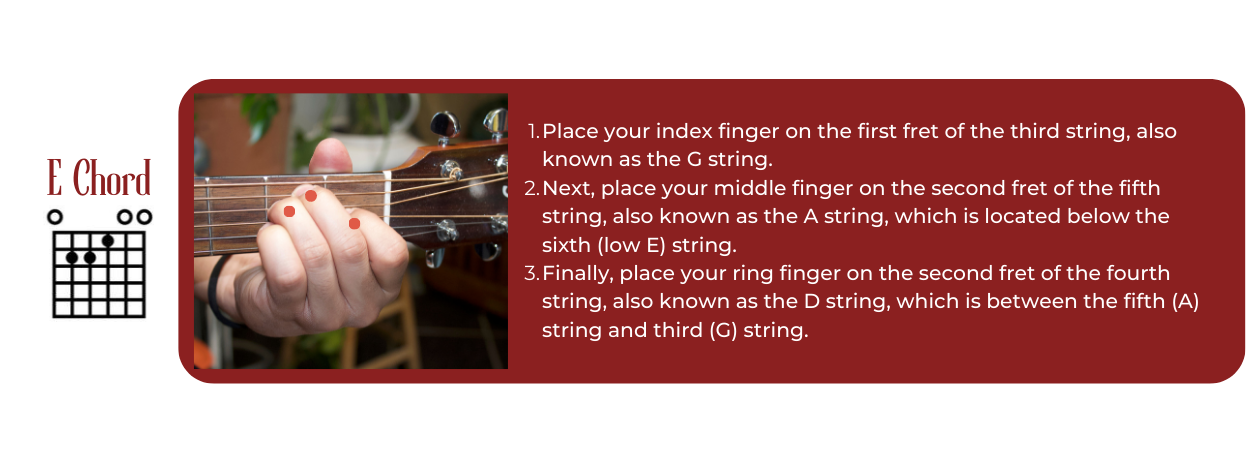 E Chord
1. Place your index finger on the first fret of the third string, also
known as the G string.
2. Next, place your middle finger on the second fret of the fifth
string, also known as the A string, which is located below the
sixth (low E) string.
3. Finally, place your ring finger on the second fret of the fourth
string, also known as the D string, which is between the fifth (A)
string and third (G) string.